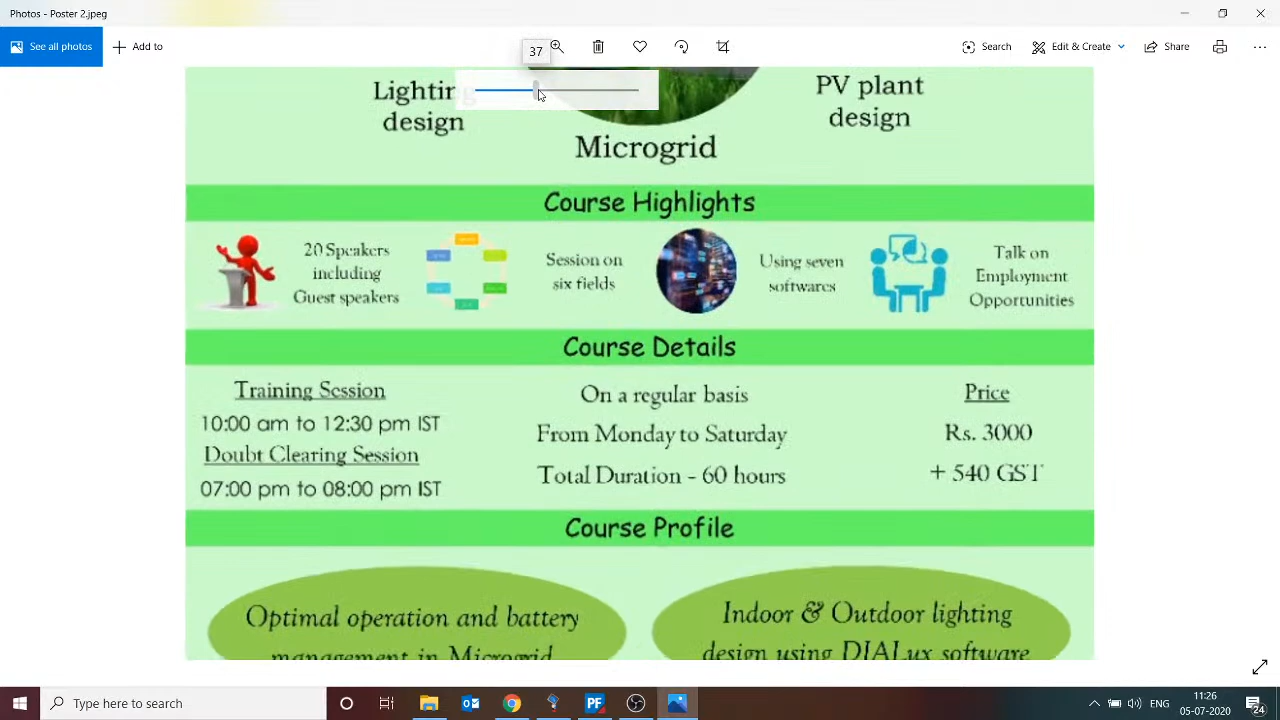 Photos - Poster 2.jpeg
See all photos
Add to
37
Search
Edit & Create
Share
Lighting
design
PV plant
design
Microgrid
Course Highlights
20 Speakers
including
Guest speakers
Session on
six fields
Using seven
softwares
Talk on
Employment
Opportunities
Course Details
Training Session
10:00 am to 12:30 pm IST
Doubt Clearing Session
07:00 pm to 08:00 pm IST
On a regular basis
From Monday to Saturday
Total Duration - 60 hours
Price
Rs. 3000
+ 540 GST
Course Profile
Optimal operation and battery
management in Microgrid
Indoor & Outdoor lighting
design using DIALux software
Type here to search
PF
ENG
11:26
05-07-2020
24